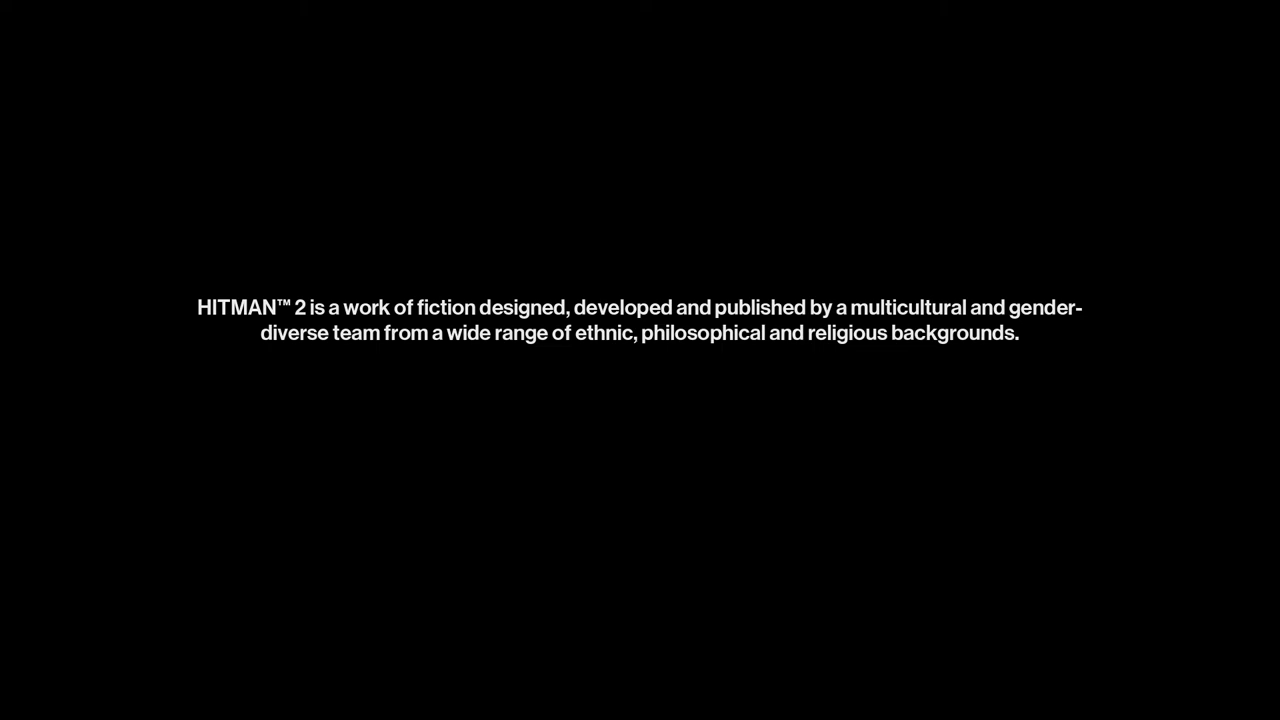 HITMAN™ 2 is a work of fiction designed, developed and published by a multicultural and gender-
diverse team from a wide range of ethnic, philosophical and religious backgrounds.